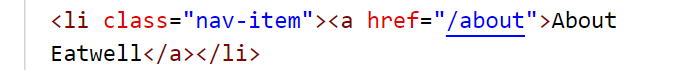 <li class="nav-item"><a href="/about">About
Eatwell</a></li>